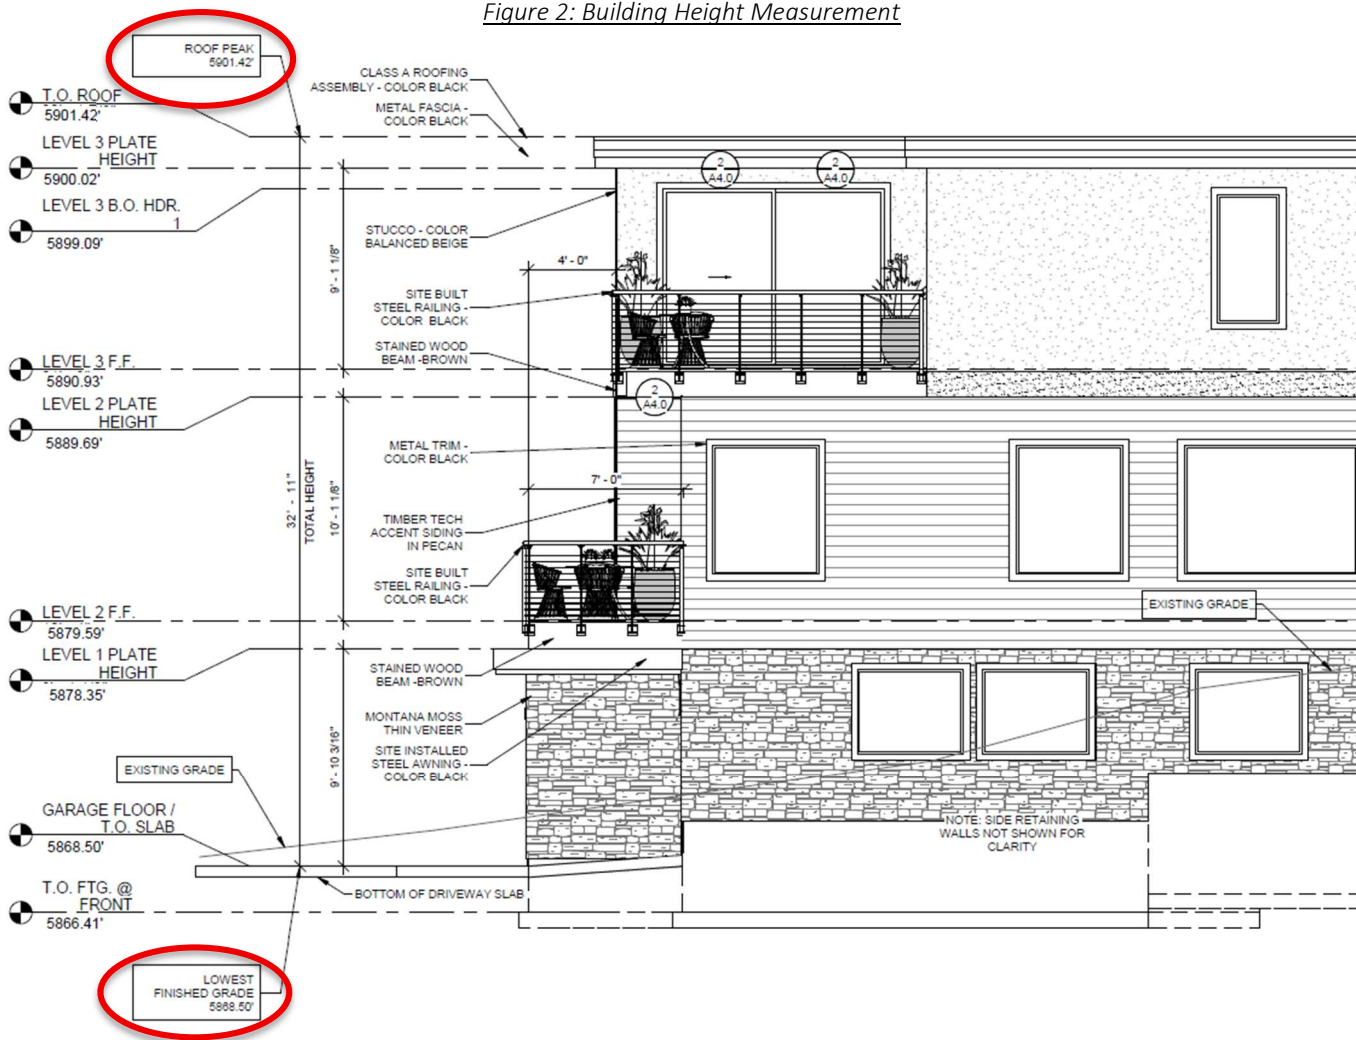 Figure 2: Building Height Measurement
ROOF PEAK
5901.42'
T.O. ROOF
5901.42'
LEVEL 3 PLATE
HEIGHT
5900.02'
LEVEL 3 B.O. HDR.
1
5899.09'
LEVEL 3 F.F.
5890.93'
LEVEL 2 PLATE
HEIGHT
5889.69'
LEVEL 2 F.F.
5879.59'
LEVEL 1 PLATE
HEIGHT
5878.35'
EXISTING GRADE
GARAGE FLOOR /
T.O. SLAB
5868.50'
T.O. FTG. @
FRONT
5866.41'
LOWEST
FINISHED GRADE
5868.50'
32' - 11"
TOTAL HEIGHT
9' - 1 1/8"
10' - 1 1/8"
9' - 10 3/16"
CLASS A ROOFING
ASSEMBLY - COLOR BLACK
METAL FASCIA -
COLOR BLACK
STUCCO - COLOR
BALANCED BEIGE
4' - 0"
SITE BUILT
STEEL RAILING -
COLOR BLACK
STAINED WOOD
BEAM -BROWN
METAL TRIM -
COLOR BLACK
7' - 0"
TIMBER TECH
ACCENT SIDING
IN PECAN
SITE BUILT
STEEL RAILING -
COLOR BLACK
STAINED WOOD
BEAM -BROWN
MONTANA MOSS
THIN VENEER
SITE INSTALLED
STEEL AWNING -
COLOR BLACK
BOTTOM OF DRIVEWAY SLAB
2
A4.0
2
A4.0
2
A4.0
EXISTING GRADE
NOTE: SIDE RETAINING
WALLS NOT SHOWN FOR
CLARITY